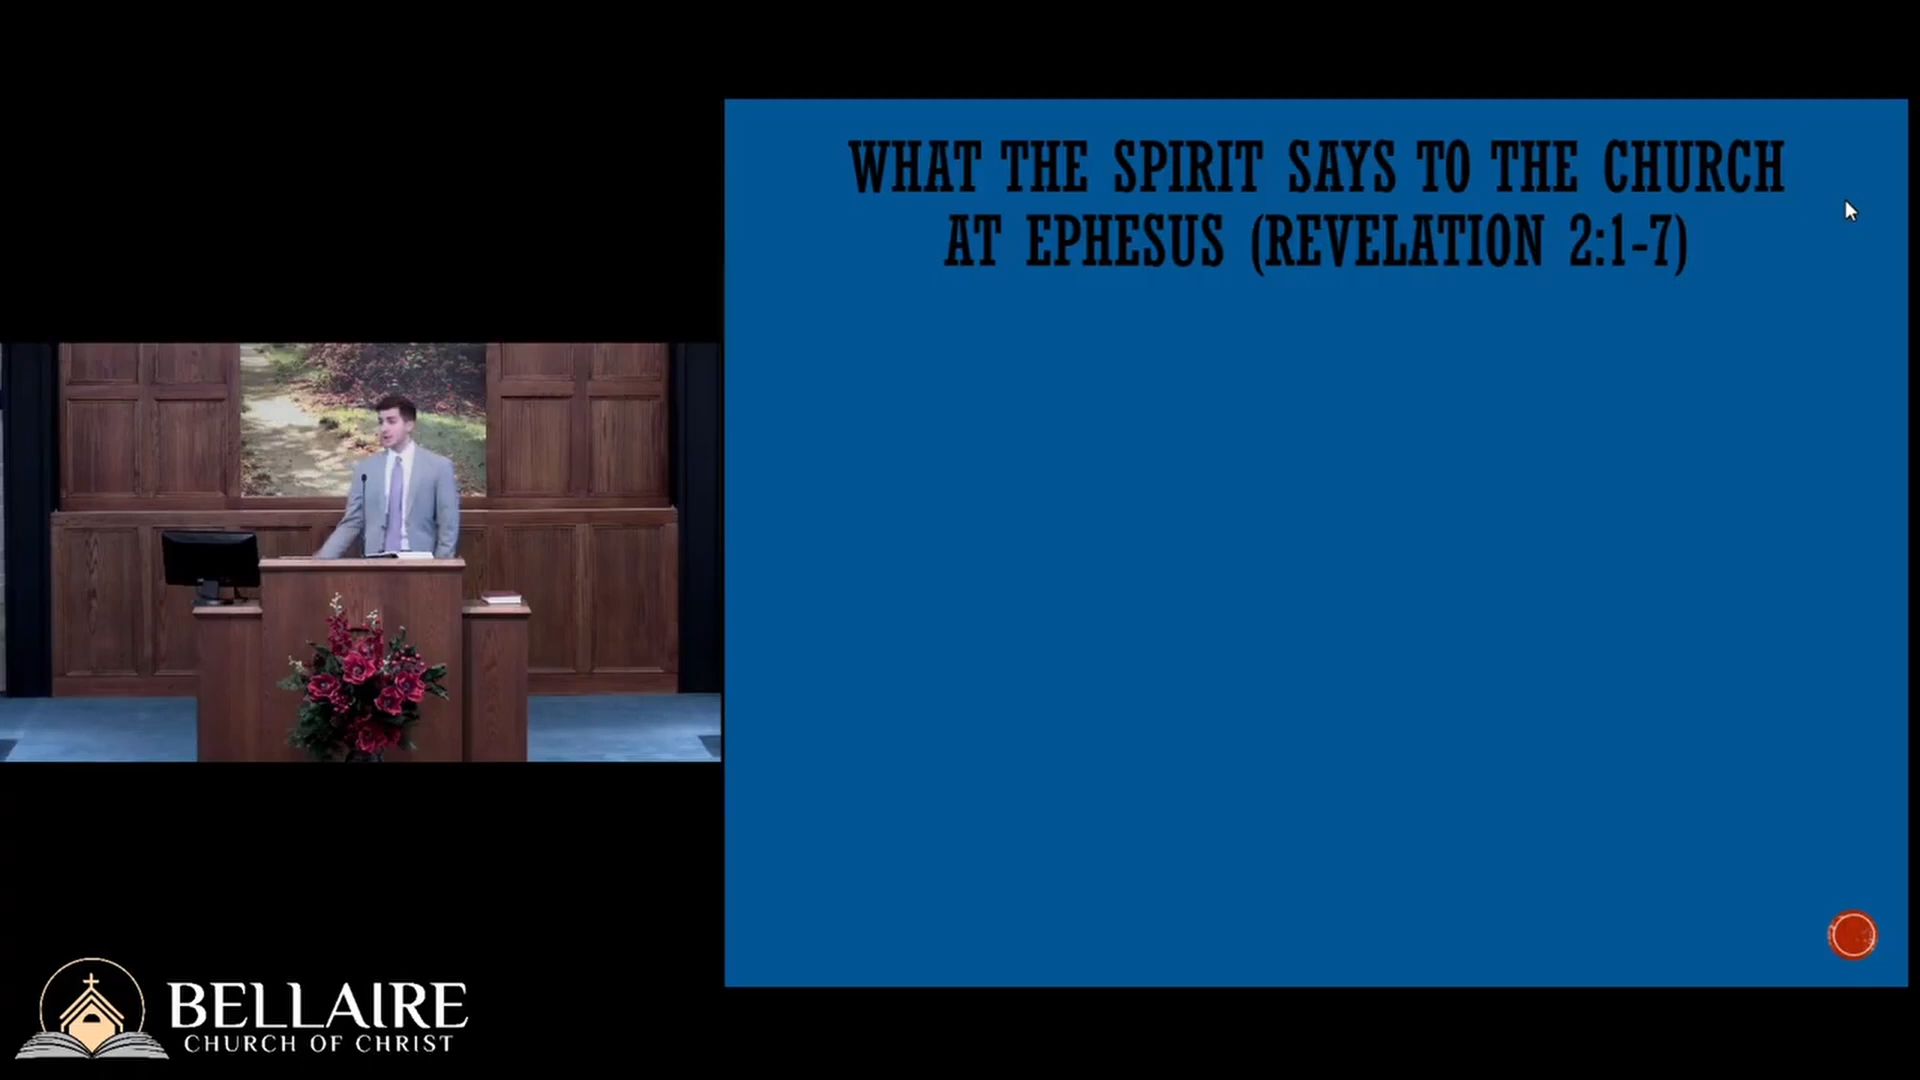 WHAT THE SPIRIT SAYS TO THE CHURCH
AT EPHESUS (REVELATION 2:1-7)
BELLAIRE
CHURCH OF CHRIST